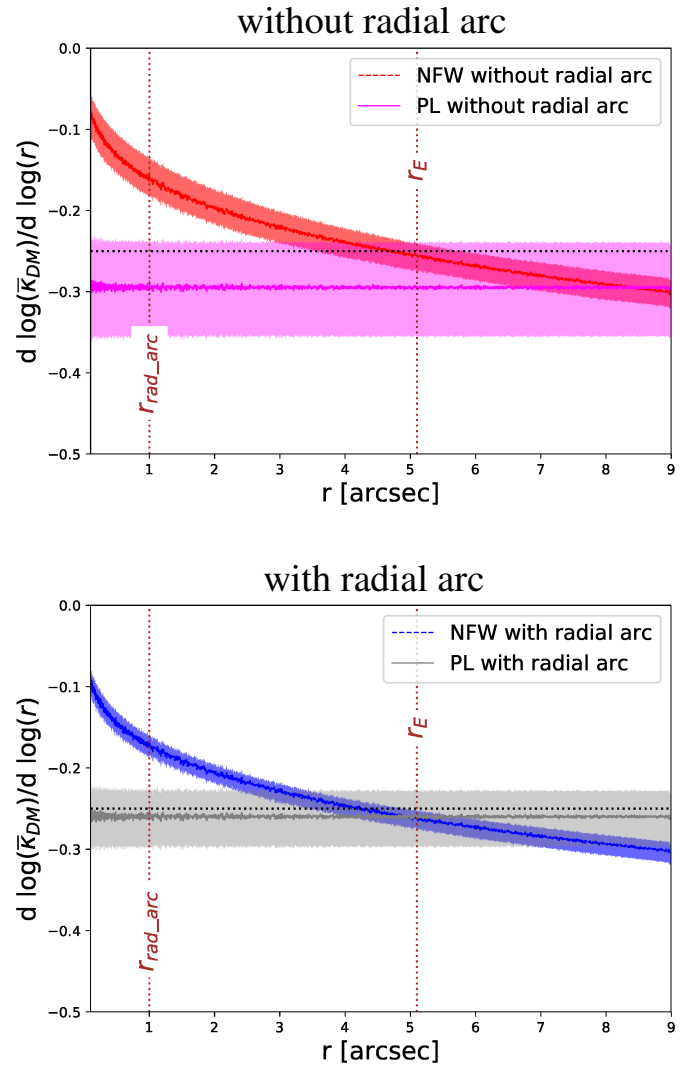 without radial arc
NFW without radial arc
PL without radial arc
0.0
−0.1
−0.2
−0.3
−0.4
−0.5
d log(κ̅_DM)/d log(r)
r_rad_arc
r_E
1 2 3 4 5 6 7 8 9
r [arcsec]
with radial arc
NFW with radial arc
PL with radial arc
0.0
−0.1
−0.2
−0.3
−0.4
−0.5
d log(κ̅_DM)/d log(r)
r_rad_arc
r_E
1 2 3 4 5 6 7 8 9
r [arcsec]